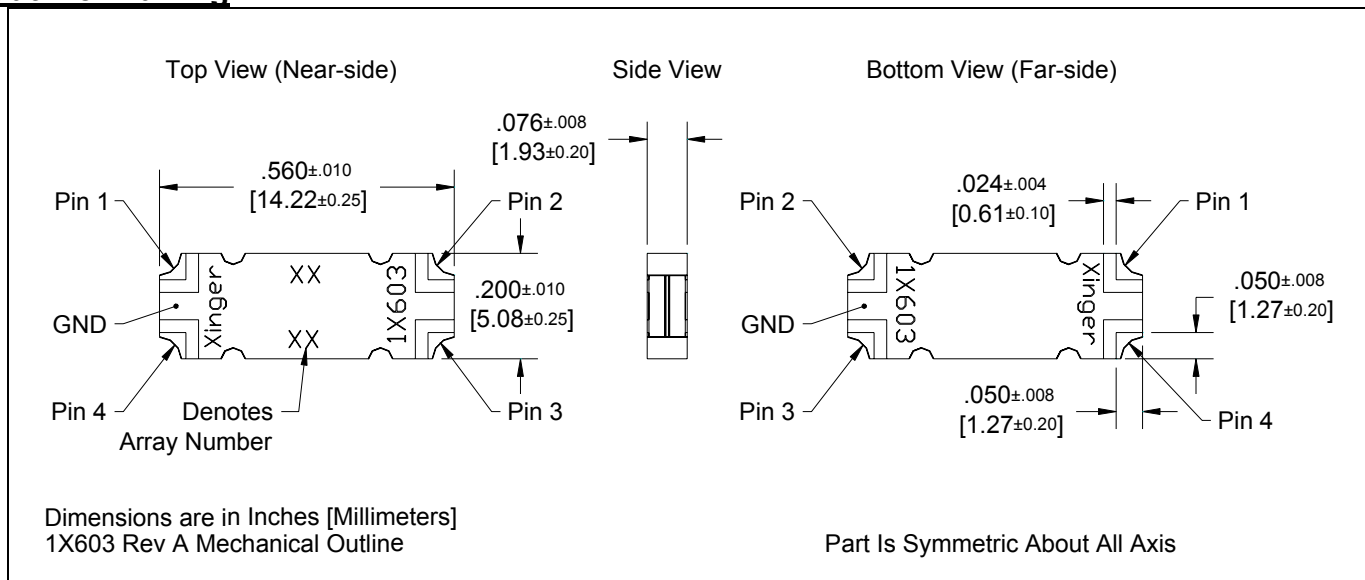 Top View (Near-side)
Side View
Bottom View (Far-side)
.076±.008
[1.93±0.20]
.560±.010
[14.22±0.25]
.024±.004
[0.61±0.10]
Pin 1
Pin 2
Pin 2
Pin 1
Xinger
XX
XX
1X603
.200±.010
[5.08±0.25]
1X603
Xinger
.050±.008
[1.27±0.20]
GND
GND
Pin 4
Denotes
Array Number
Pin 3
Pin 3
.050±.008
[1.27±0.20]
Pin 4
Dimensions are in Inches [Millimeters]
1X603 Rev A Mechanical Outline
Part Is Symmetric About All Axis